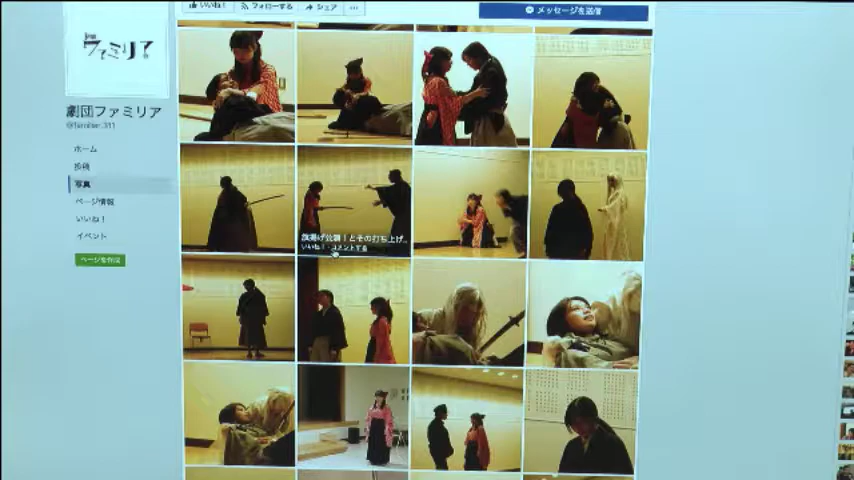 いいね！ フォローする シェア …
メッセージを送信
劇団
ファミリア
劇団ファミリア
ホーム
投稿
写真
ページ情報
いいね！
イベント
ページを作成
旗揚げ公演！とその打ち上げ...
いいね！・コメントする